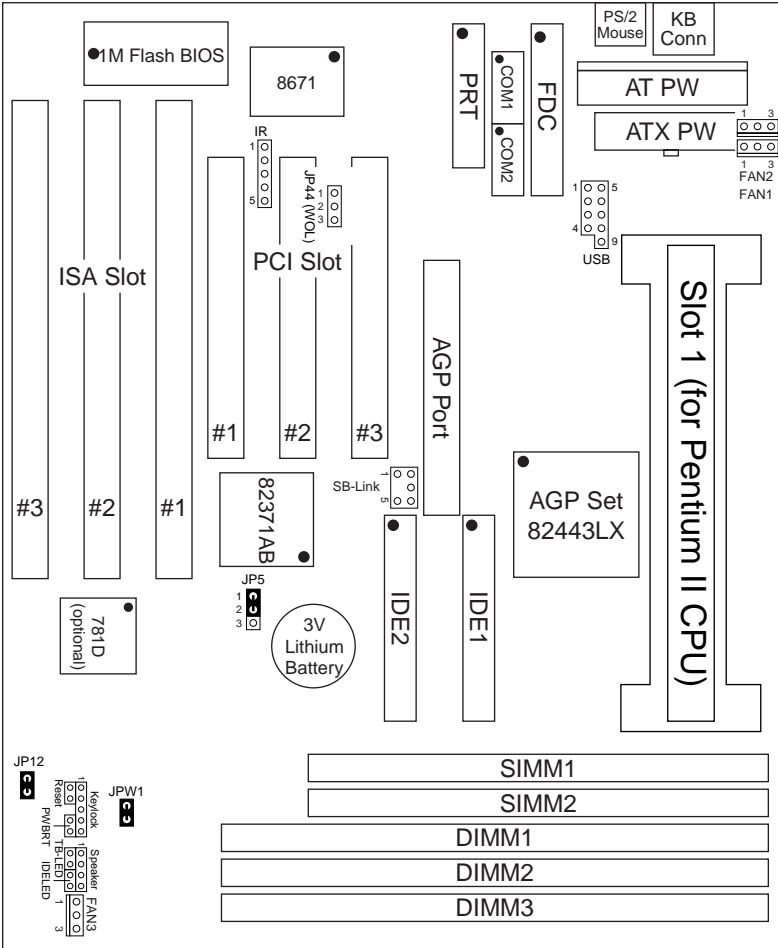 PS/2
Mouse
KB
Conn
1M Flash BIOS
8671
PRT
COM1
COM2
FDC
AT PW
ATX PW
1 3
1 3
FAN2
FAN1
IR
1
5
JP44 (WOL)
1
2
3
1 5
4
9
USB
ISA Slot
PCI Slot
AGP Port
Slot 1 (for Pentium II CPU)
#1
#2
#3
#3
#2
#1
SB-Link
1
5
82371AB
AGP Set
82443LX
JP5
1
2
3
781D
(optional)
3V
Lithium
Battery
IDE2
IDE1
JP12
JPW1
Reset
1
Keylock
PWBRT
TB-LED
IDELED
1
Speaker
1
3
FAN3
SIMM1
SIMM2
DIMM1
DIMM2
DIMM3